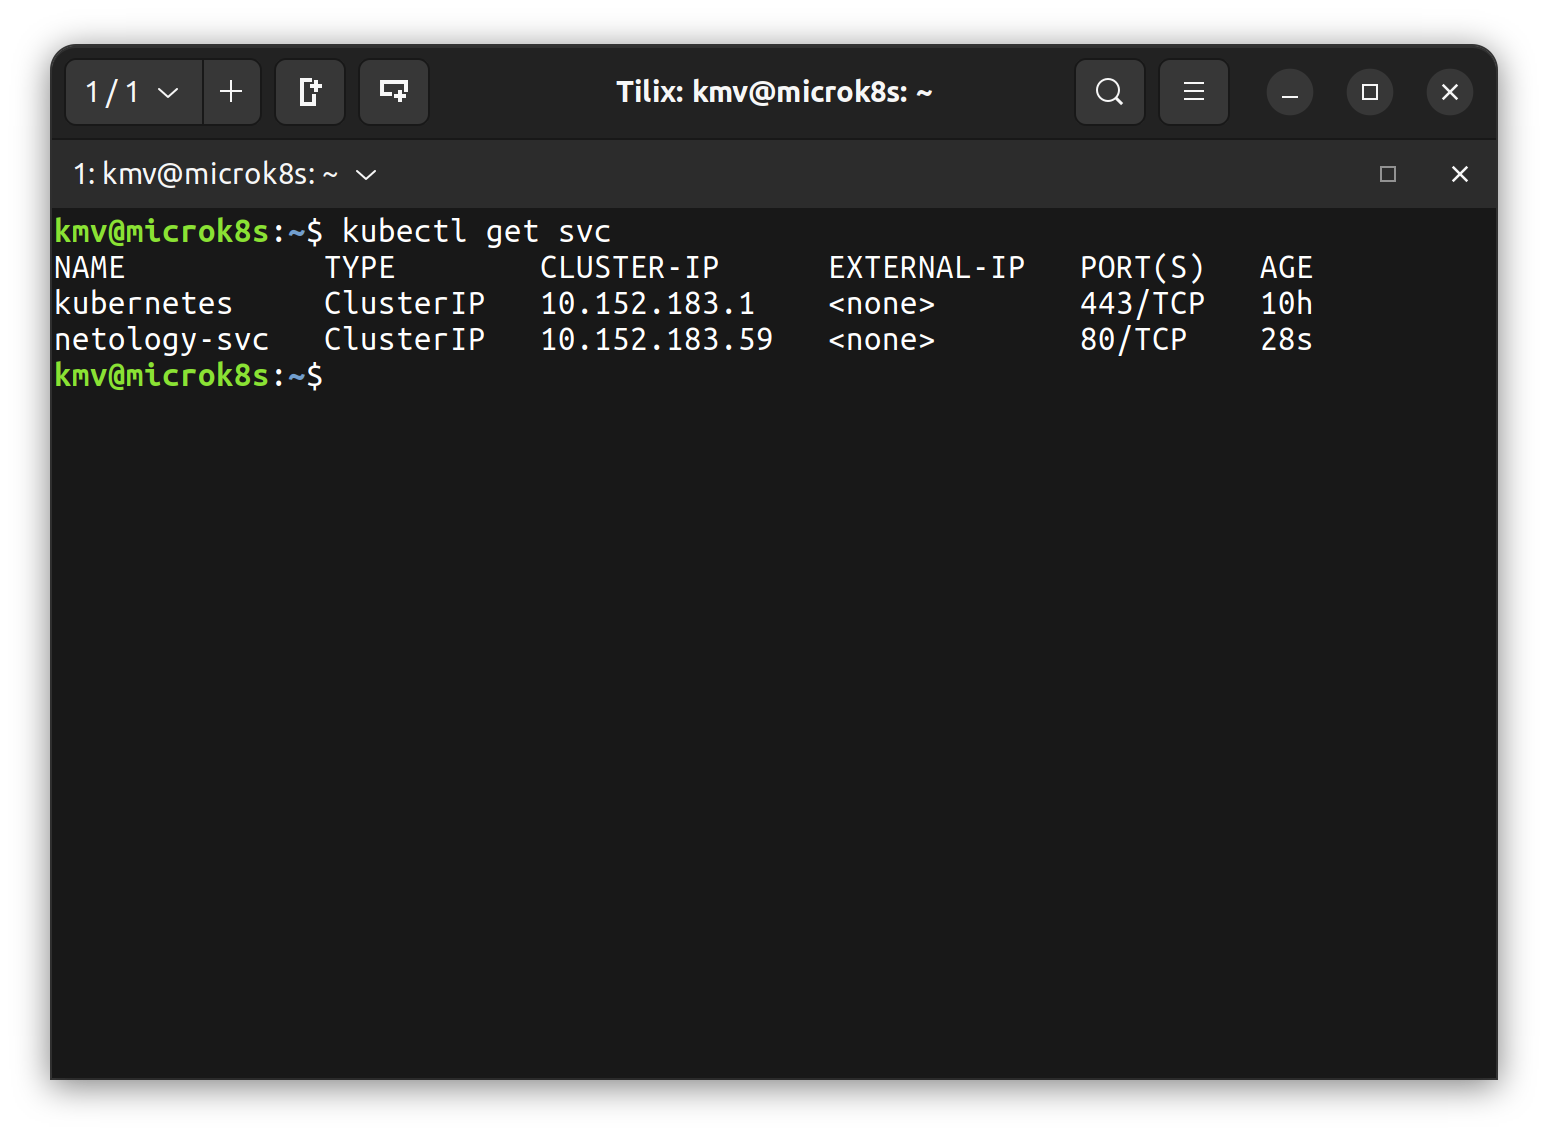 1 / 1
Tilix: kmv@microk8s: ~
1: kmv@microk8s: ~
kmv@microk8s:~$ kubectl get svc
NAME TYPE CLUSTER-IP EXTERNAL-IP PORT(S) AGE
kubernetes ClusterIP 10.152.183.1 <none> 443/TCP 10h
netology-svc ClusterIP 10.152.183.59 <none> 80/TCP 28s
kmv@microk8s:~$